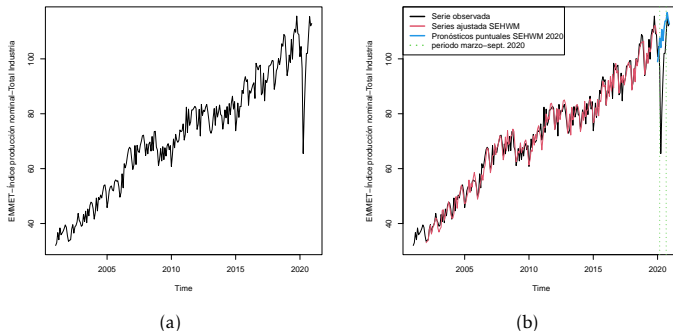 EMMET−Índice producción nominal−Total Industria
40
60
80
100
2005
2010
2015
2020
Time
(a)
EMMET−Índice producción nominal−Total Industria
40
60
80
100
Serie observada
Series ajustada SEHWM
Pronósticos puntuales SEHWM 2020
periodo marzo−sept. 2020
2005
2010
2015
2020
Time
(b)